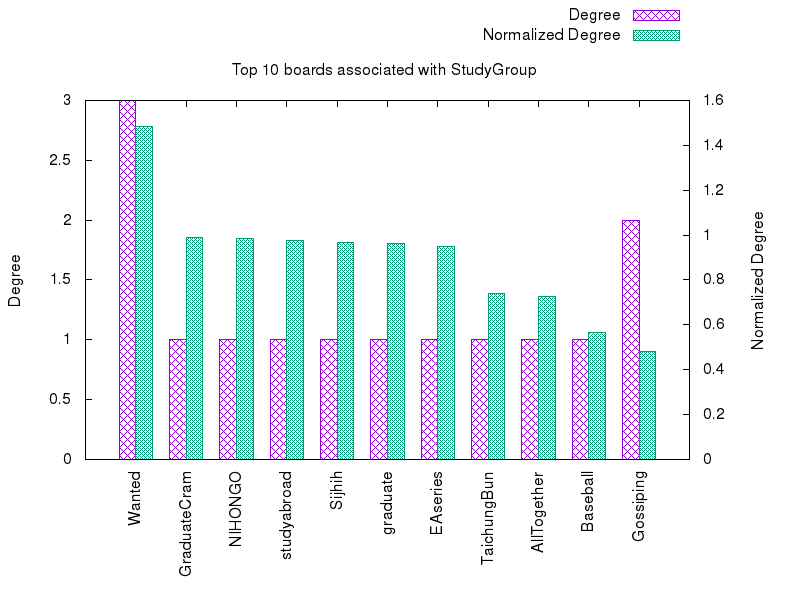 Degree
Normalized Degree
Top 10 boards associated with StudyGroup
3
2.5
2
1.5
1
0.5
0
1.6
1.4
1.2
1
0.8
0.6
0.4
0.2
0
Degree
Normalized Degree
Wanted
GraduateCram
NIHONGO
studyabroad
Sijhih
graduate
EAseries
TaichungBun
AllTogether
Baseball
Gossiping